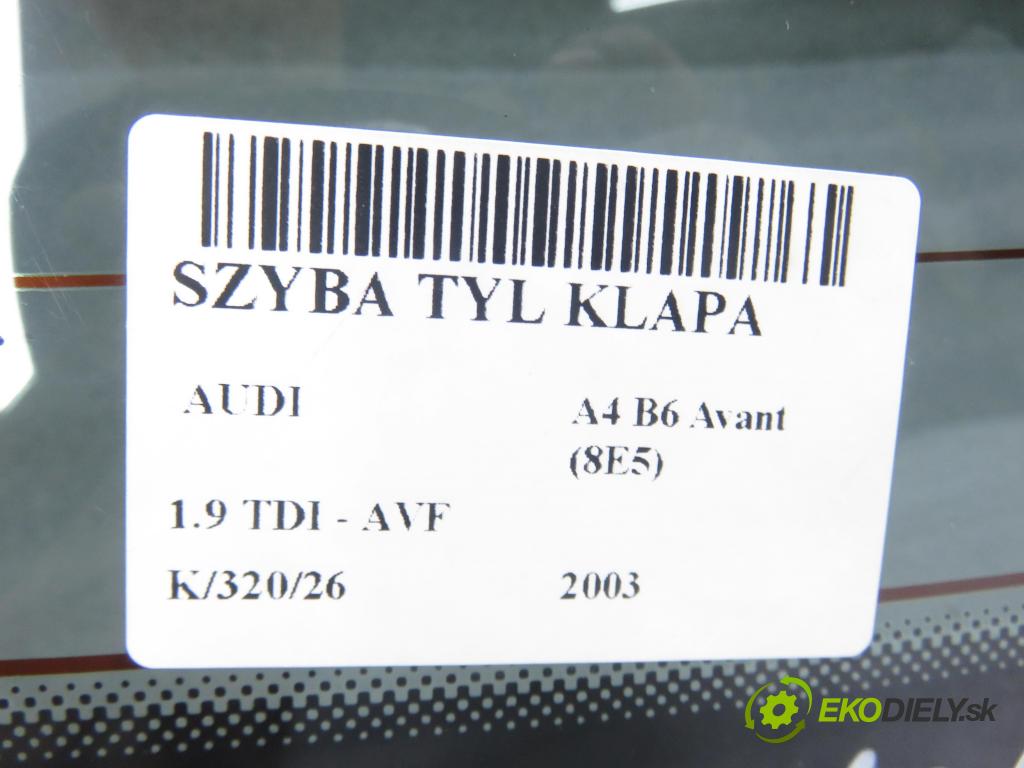 SZYBA TYL KLAPA
AUDI
A4 B6 Avant
(8E5)
1.9 TDI - AVF
K/320/26
2003
EKODIELY.sk